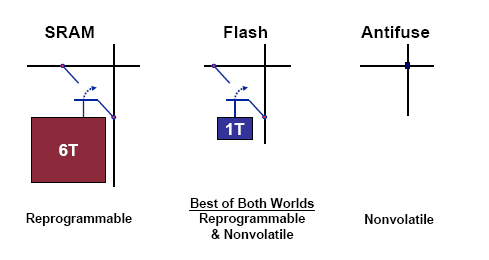 SRAM
Flash
Antifuse
6T
1T
Reprogrammable
Best of Both Worlds
Reprogrammable
& Nonvolatile
Nonvolatile